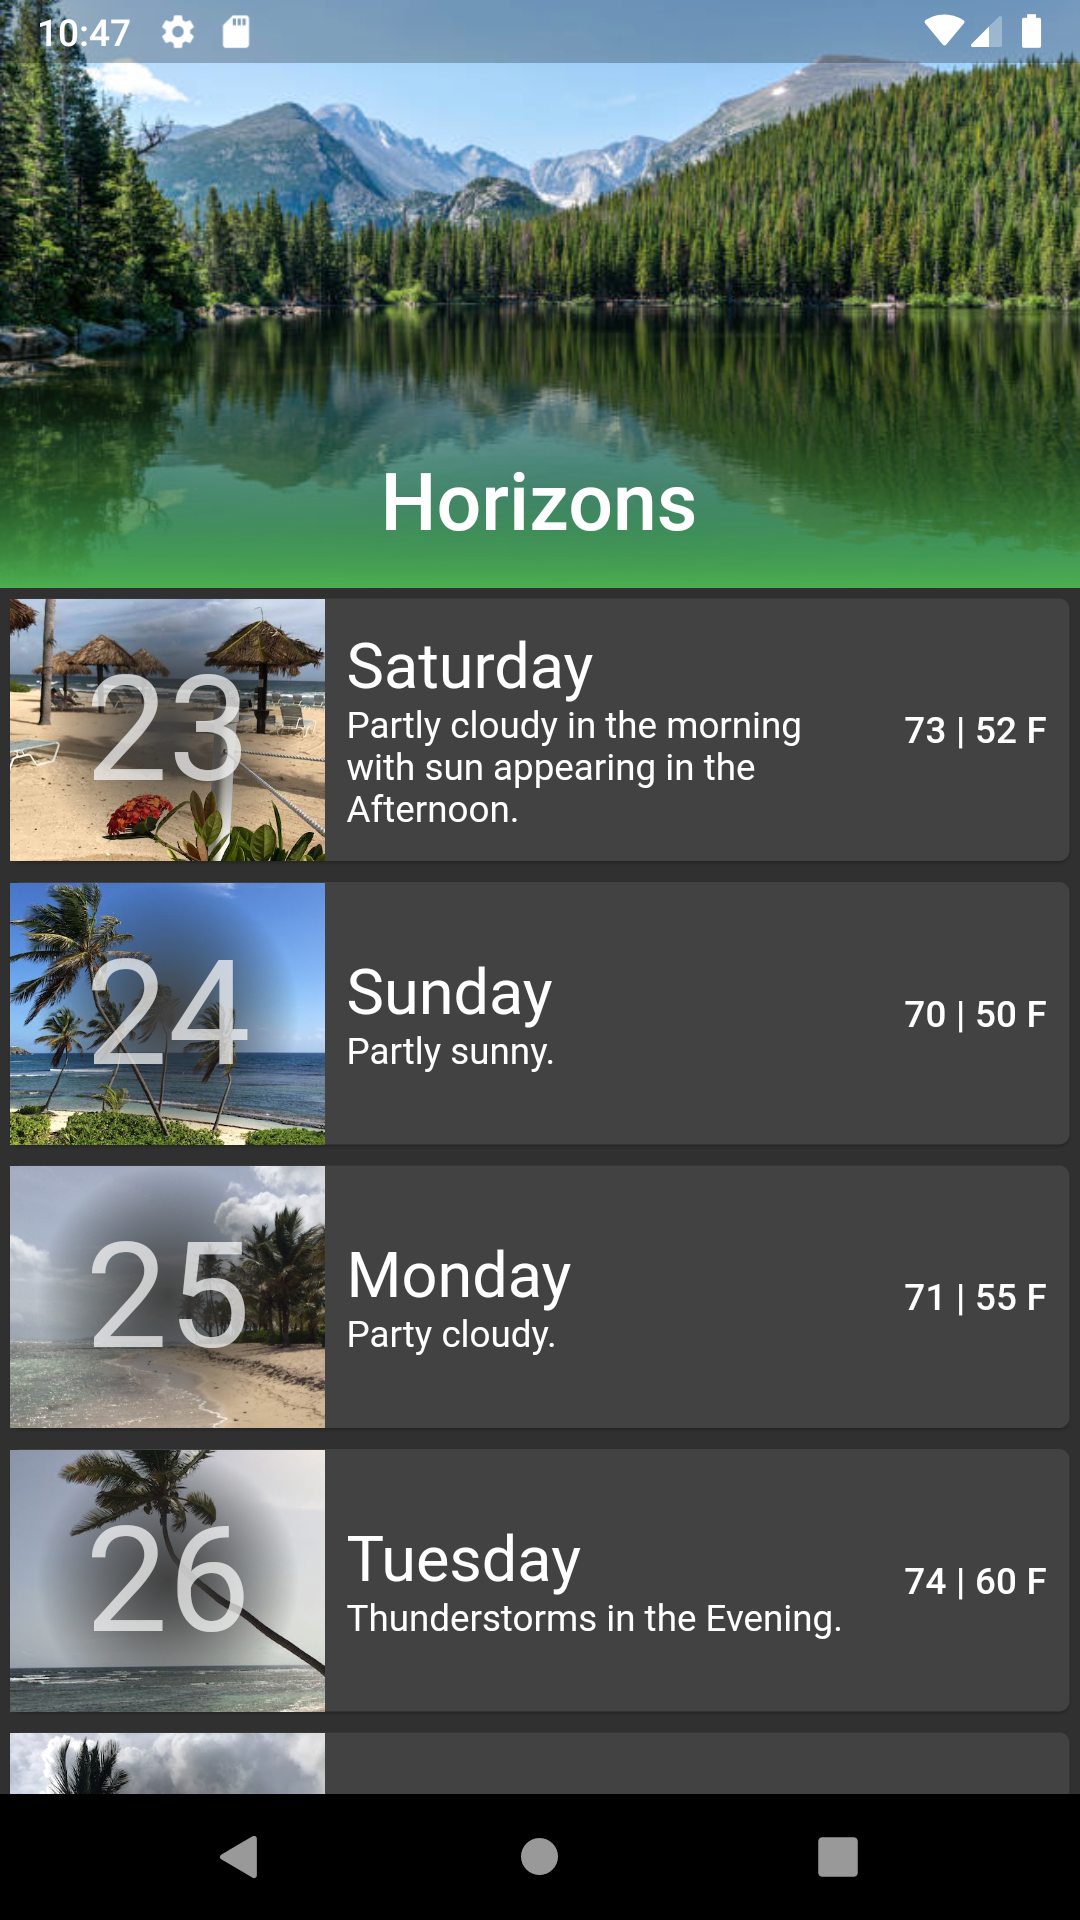 10:47
Horizons
23
Saturday
Partly cloudy in the morning
with sun appearing in the
Afternoon.
73 | 52 F
24
Sunday
Partly sunny.
70 | 50 F
25
Monday
Party cloudy.
71 | 55 F
26
Tuesday
Thunderstorms in the Evening.
74 | 60 F